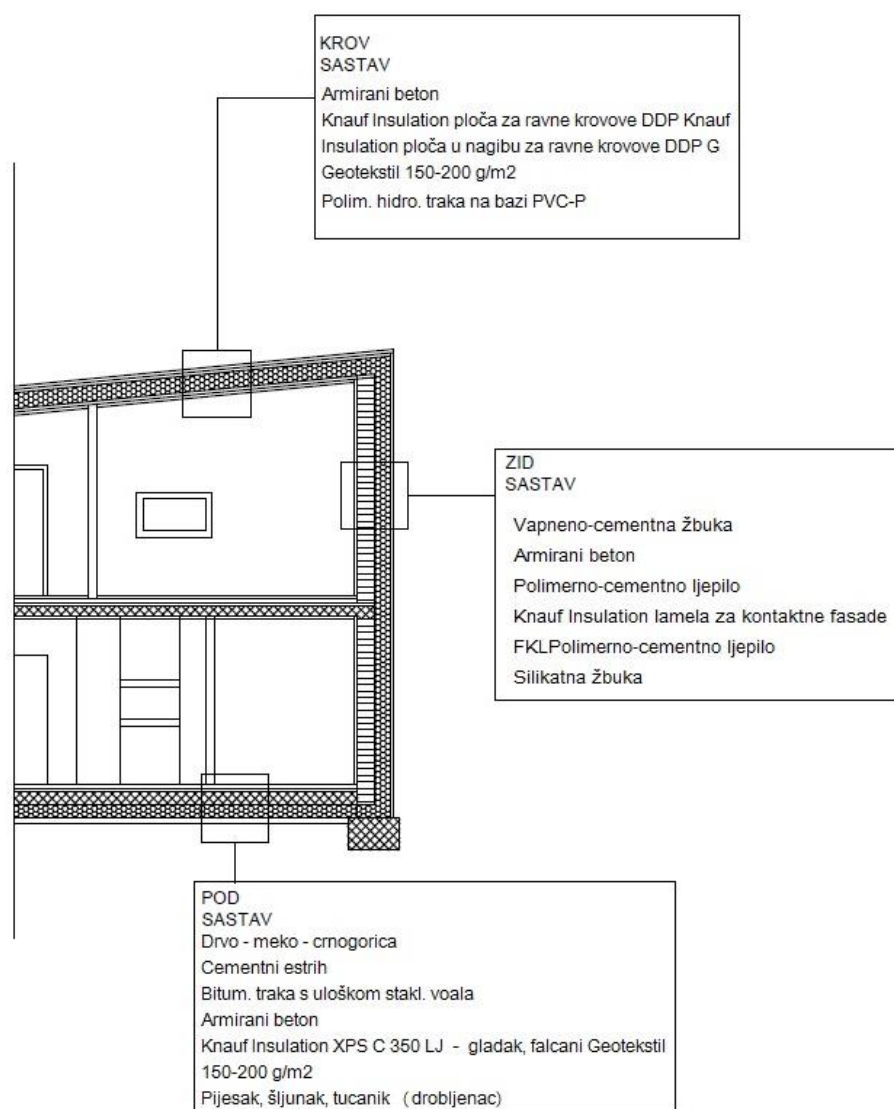 KROV
SASTAV
Armirani beton
Knauf Insulation ploča za ravne krovove DDP Knauf
Insulation ploča u nagibu za ravne krovove DDP G
Geotekstil 150-200 g/m2
Polim. hidro. traka na bazi PVC-P
ZID
SASTAV
Vapneno-cementna žbuka
Armirani beton
Polimerno-cementno ljepilo
Knauf Insulation lamela za kontaktne fasade
FKLPolimerno-cementno ljepilo
Silikatna žbuka
POD
SASTAV
Drvo - meko - crnogorica
Cementni estrih
Bitum. traka s uloškom stakl. voala
Armirani beton
Knauf Insulation XPS C 350 LJ - gladak, falcani Geotekstil
150-200 g/m2
Pijesak, šljunak, tucanik (drobljenac)